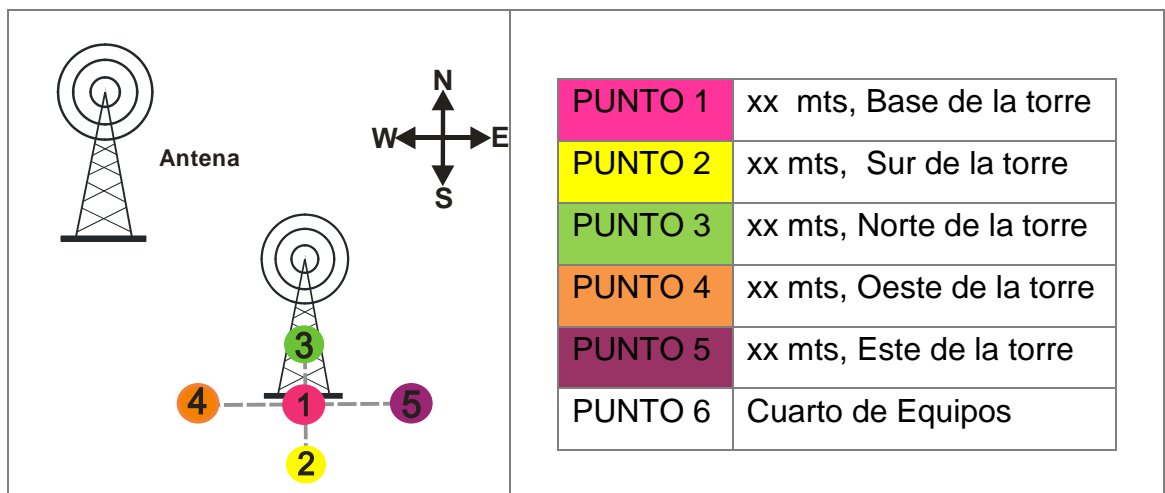 N
W E
S
Antena
3
4 1 5
2
PUNTO 1 xx mts, Base de la torre
PUNTO 2 xx mts, Sur de la torre
PUNTO 3 xx mts, Norte de la torre
PUNTO 4 xx mts, Oeste de la torre
PUNTO 5 xx mts, Este de la torre
PUNTO 6 Cuarto de Equipos